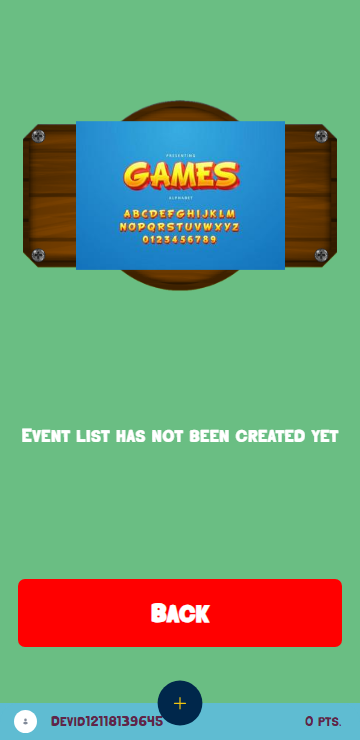 PRESENTING
GAMES
ALPHABET
ABCDEFGHIJKLM
NOPQRSTUVWXYZ
0123456789
Event list has not been created yet
Back
Devid12118139645
0 pts.